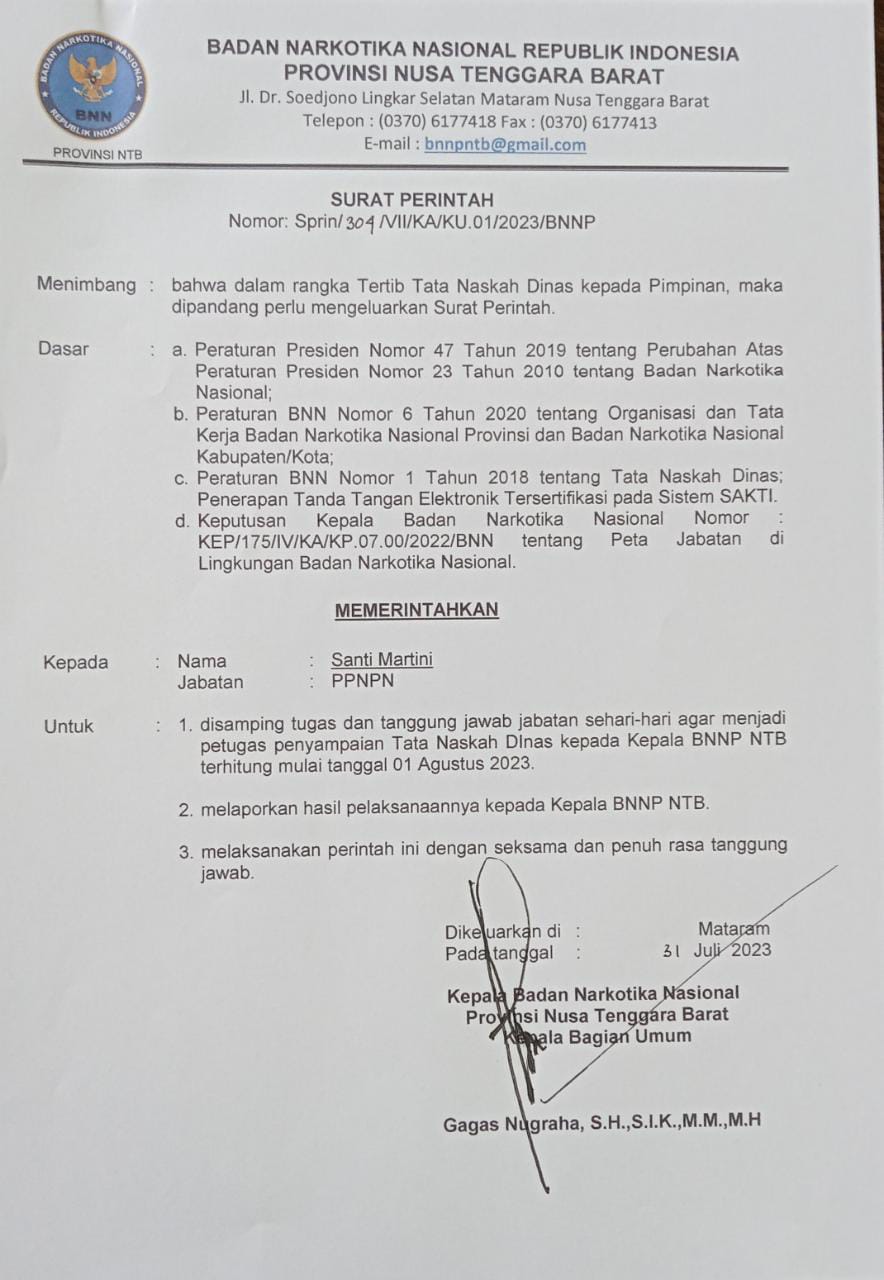 BADAN NARKOTIKA NASIONAL
BNN
REPUBLIK INDONESIA
PROVINSI NTB
BADAN NARKOTIKA NASIONAL REPUBLIK INDONESIA
PROVINSI NUSA TENGGARA BARAT
Jl. Dr. Soedjono Lingkar Selatan Mataram Nusa Tenggara Barat
Telepon : (0370) 6177418 Fax : (0370) 6177413
E-mail : bnnpntb@gmail.com
SURAT PERINTAH
Nomor: Sprin/304/VII/KA/KU.01/2023/BNNP
Menimbang : bahwa dalam rangka Tertib Tata Naskah Dinas kepada Pimpinan, maka
dipandang perlu mengeluarkan Surat Perintah.
Dasar : a. Peraturan Presiden Nomor 47 Tahun 2019 tentang Perubahan Atas
Peraturan Presiden Nomor 23 Tahun 2010 tentang Badan Narkotika
Nasional;
b. Peraturan BNN Nomor 6 Tahun 2020 tentang Organisasi dan Tata
Kerja Badan Narkotika Nasional Provinsi dan Badan Narkotika Nasional
Kabupaten/Kota;
c. Peraturan BNN Nomor 1 Tahun 2018 tentang Tata Naskah Dinas;
Penerapan Tanda Tangan Elektronik Tersertifikasi pada Sistem SAKTI.
d. Keputusan Kepala Badan Narkotika Nasional Nomor :
KEP/175/IV/KA/KP.07.00/2022/BNN tentang Peta Jabatan di
Lingkungan Badan Narkotika Nasional.
MEMERINTAHKAN
Kepada : Nama : Santi Martini
Jabatan : PPNPN
Untuk : 1. disamping tugas dan tanggung jawab jabatan sehari-hari agar menjadi
petugas penyampaian Tata Naskah DInas kepada Kepala BNNP NTB
terhitung mulai tanggal 01 Agustus 2023.
2. melaporkan hasil pelaksanaannya kepada Kepala BNNP NTB.
3. melaksanakan perintah ini dengan seksama dan penuh rasa tanggung
jawab.
Dikeluarkan di : Mataram
Pada tanggal : 31 Juli 2023
Kepala Badan Narkotika Nasional
Provinsi Nusa Tenggara Barat
Kepala Bagian Umum
Gagas Nugraha, S.H.,S.I.K.,M.M.,M.H